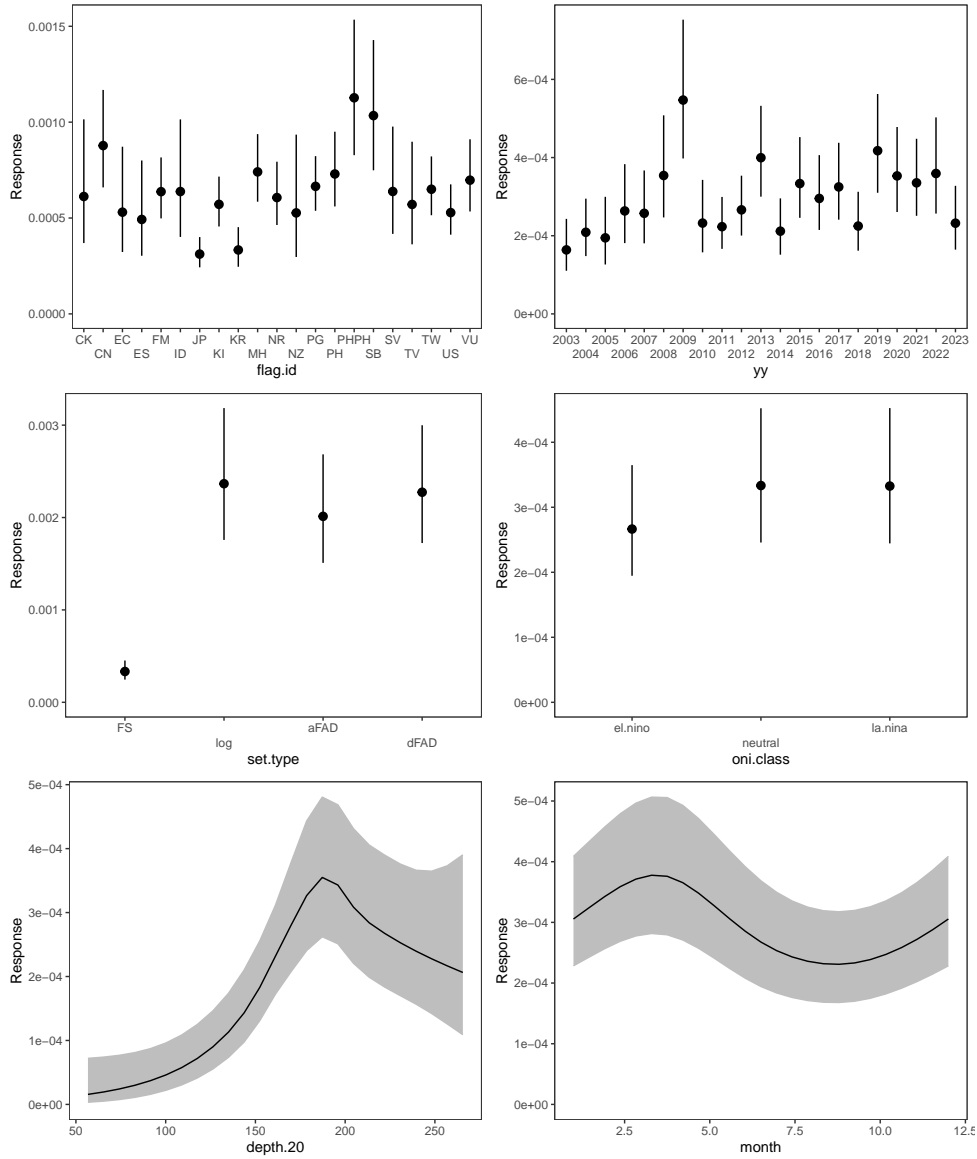 0.0015
0.0010
0.0005
0.0000
Response
CK EC FM JP KR NR PG PHPH SV TW VU
CN ES ID KI MH NZ PH SB TV US
flag.id
6e−04
4e−04
2e−04
0e+00
Response
2003 2005 2007 2009 2011 2013 2015 2017 2019 2021 2023
2004 2006 2008 2010 2012 2014 2016 2018 2020 2022
yy
0.003
0.002
0.001
0.000
Response
FS aFAD
log dFAD
set.type
4e−04
3e−04
2e−04
1e−04
0e+00
Response
el.nino la.nina
neutral
oni.class
5e−04
4e−04
3e−04
2e−04
1e−04
0e+00
Response
50 100 150 200 250
depth.20
5e−04
4e−04
3e−04
2e−04
1e−04
0e+00
Response
2.5 5.0 7.5 10.0 12.5
month